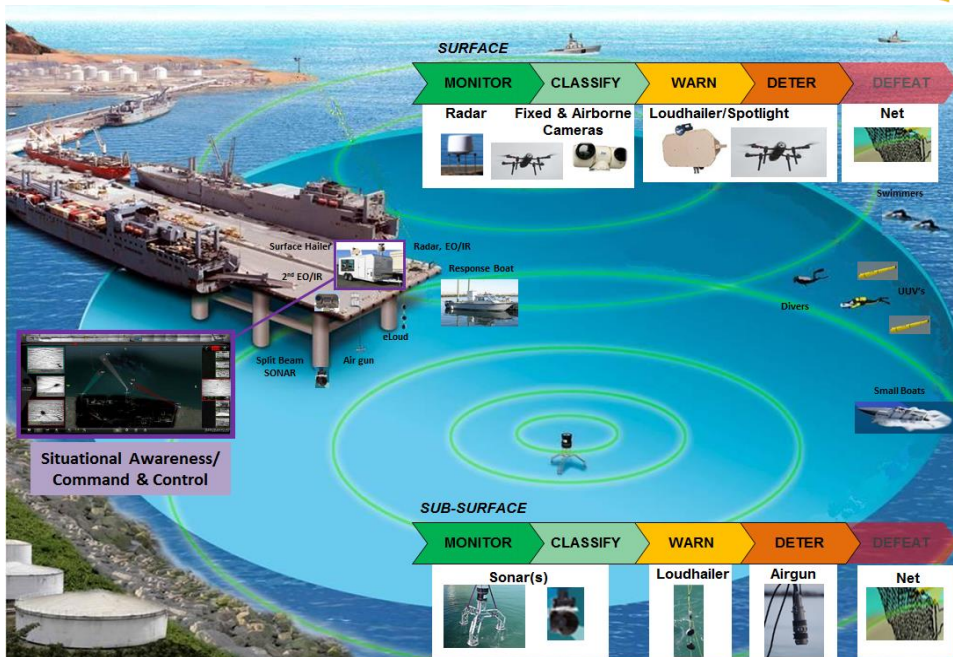 SURFACE
MONITOR
CLASSIFY
WARN
DETER
DEFEAT
Radar
Fixed & Airborne
Cameras
Loudhailer/Spotlight
Net
Swimmers
Surface Hailer
Radar, EO/IR
2nd EO/IR
Response Boat
UUV's
Divers
eLoud
Split Beam
SONAR
Air gun
Small Boats
Situational Awareness/
Command & Control
SUB-SURFACE
MONITOR
CLASSIFY
WARN
DETER
DEFEAT
Sonar(s)
Loudhailer
Airgun
Net